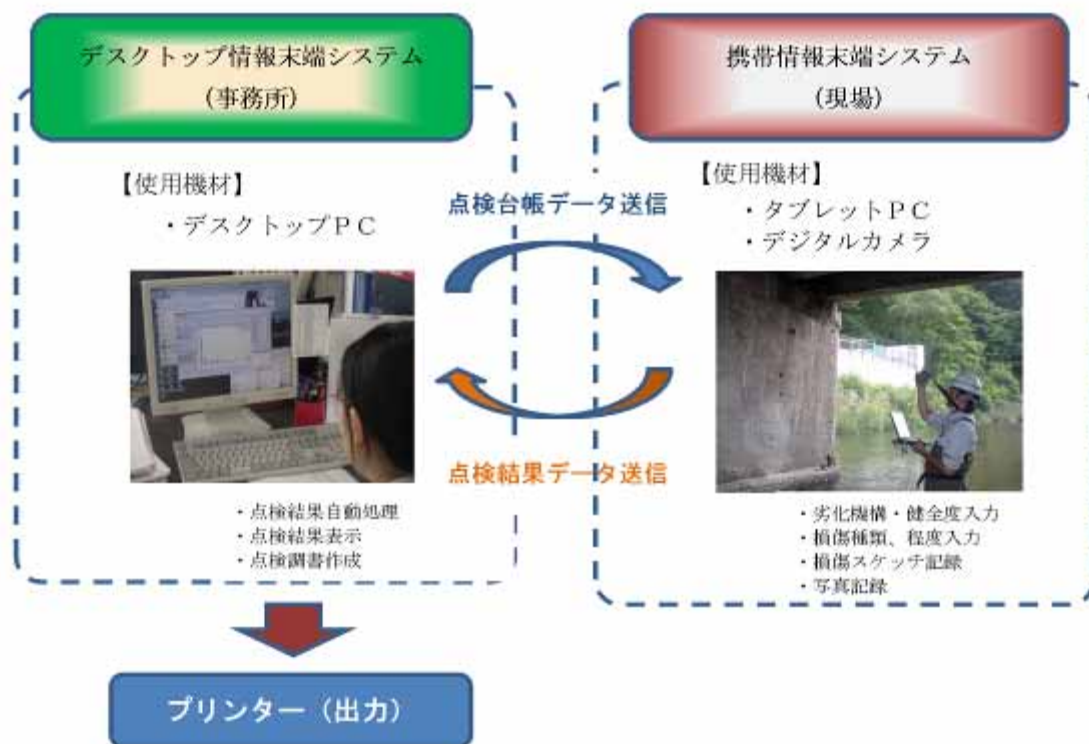 デスクトップ情報末端システム
(事務所)
【使用機材】
・デスクトップPC
・点検結果自動処理
・点検結果表示
・点検調書作成
点検台帳データ送信
点検結果データ送信
携帯情報末端システム
(現場)
【使用機材】
・タブレットPC
・デジタルカメラ
・劣化機構・健全度入力
・損傷種類、程度入力
・損傷スケッチ記録
・写真記録
プリンター(出力)